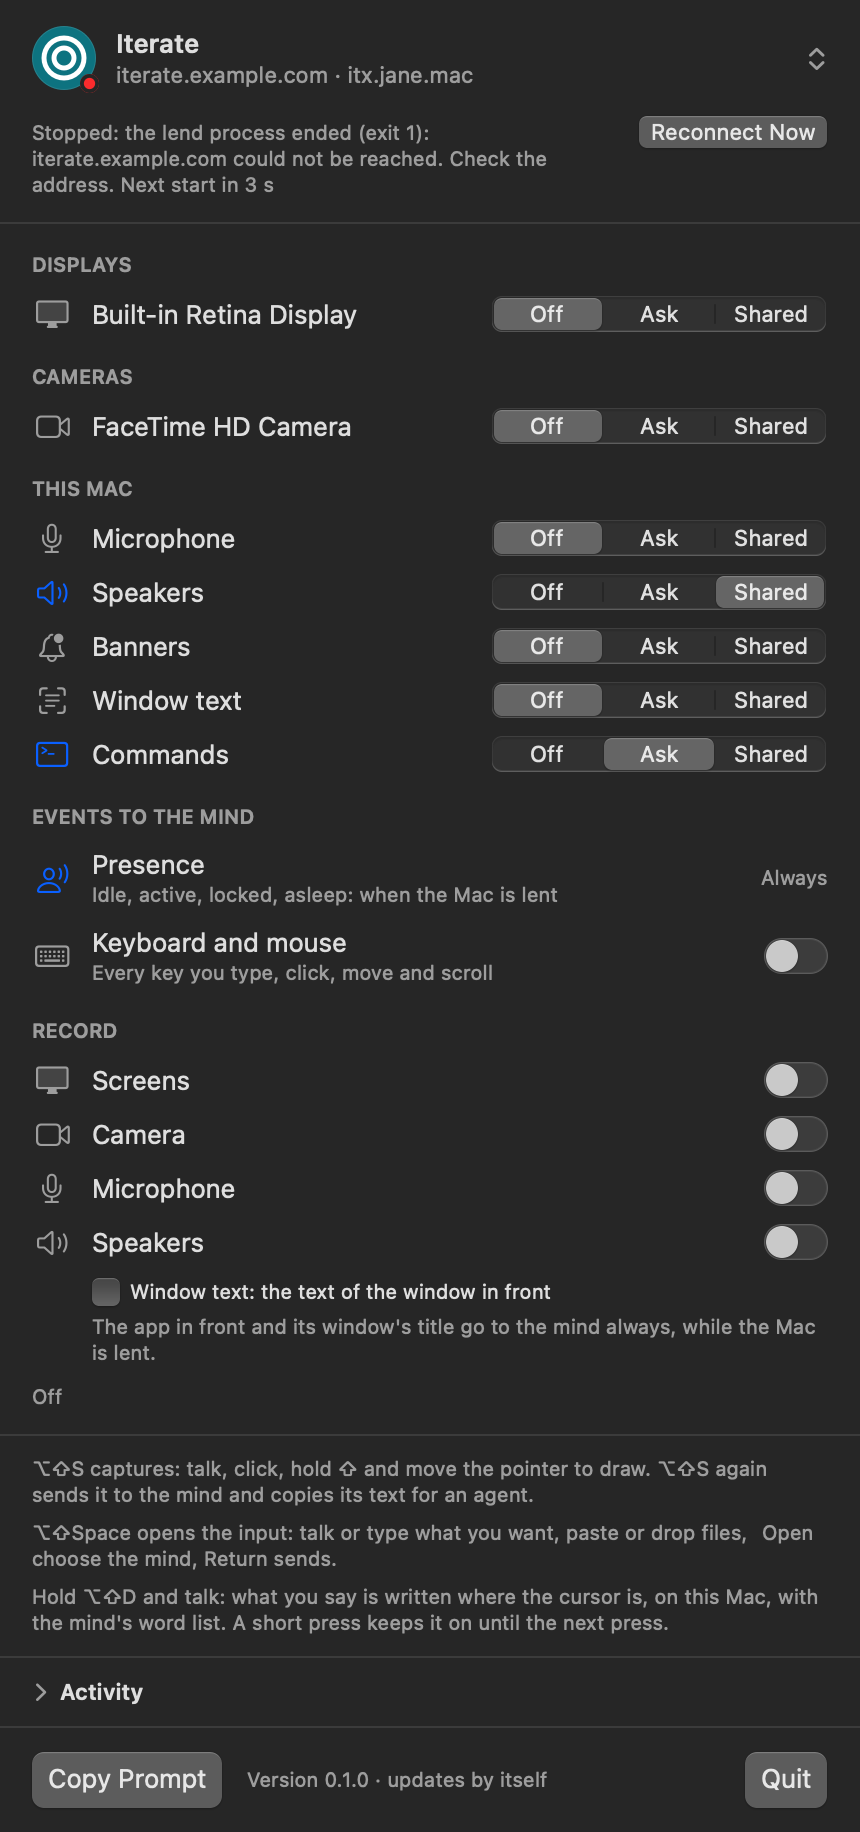 Iterate
iterate.example.com · itx.jane.mac
Stopped: the lend process ended (exit 1):
iterate.example.com could not be reached. Check the
address. Next start in 3 s
Reconnect Now
DISPLAYS
Built-in Retina Display Off Ask Shared
CAMERAS
FaceTime HD Camera Off Ask Shared
THIS MAC
Microphone Off Ask Shared
Speakers Off Ask Shared
Banners Off Ask Shared
Window text Off Ask Shared
Commands Off Ask Shared
EVENTS TO THE MIND
Presence
Idle, active, locked, asleep: when the Mac is lent
Always
Keyboard and mouse
Every key you type, click, move and scroll
RECORD
Screens
Camera
Microphone
Speakers
Window text: the text of the window in front
The app in front and its window's title go to the mind always, while the Mac
is lent.
Off
⌥⇧S captures: talk, click, hold ⇧ and move the pointer to draw. ⌥⇧S again
sends it to the mind and copies its text for an agent.
⌥⇧Space opens the input: talk or type what you want, paste or drop files, Open
choose the mind, Return sends.
Hold ⌥⇧D and talk: what you say is written where the cursor is, on this Mac, with
the mind's word list. A short press keeps it on until the next press.
Activity
Copy Prompt Version 0.1.0 · updates by itself Quit